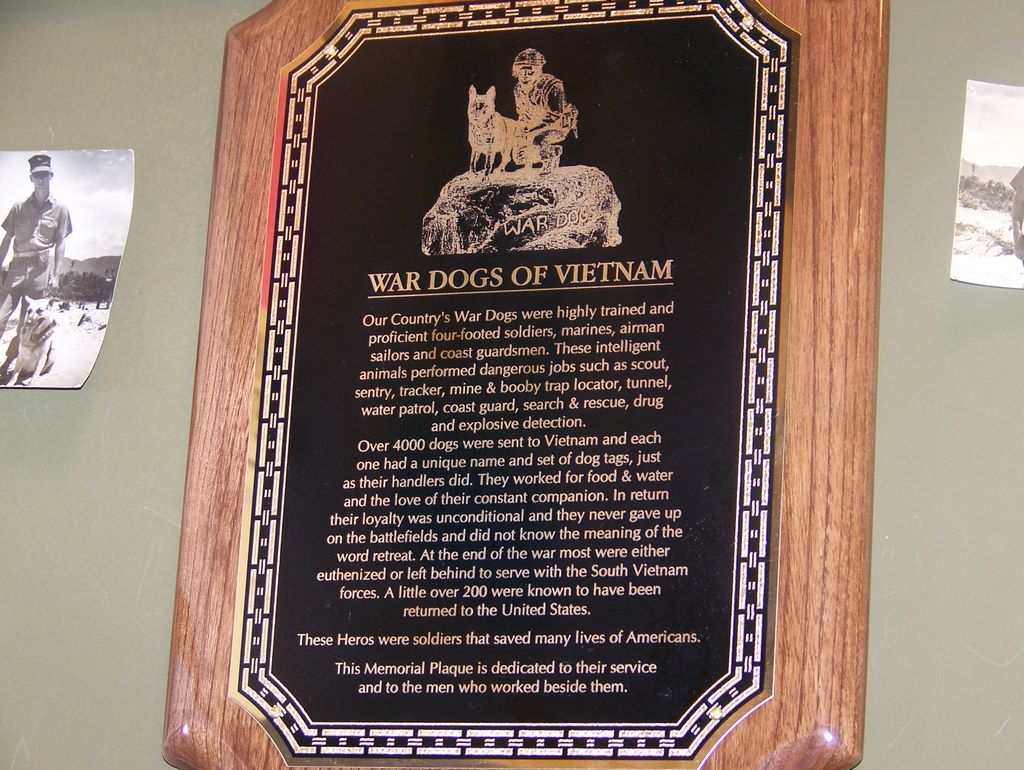 WAR DOGS
WAR DOGS OF VIETNAM
Our Country's War Dogs were highly trained and
proficient four-footed soldiers, marines, airman
sailors and coast guardsmen. These intelligent
animals performed dangerous jobs such as scout,
sentry, tracker, mine & booby trap locator, tunnel,
water patrol, coast guard, search & rescue, drug
and explosive detection.
Over 4000 dogs were sent to Vietnam and each
one had a unique name and set of dog tags, just
as their handlers did. They worked for food & water
and the love of their constant companion. In return
their loyalty was unconditional and they never gave up
on the battlefields and did not know the meaning of the
word retreat. At the end of the war most were either
euthenized or left behind to serve with the South Vietnam
forces. A little over 200 were known to have been
returned to the United States.
These Heros were soldiers that saved many lives of Americans.
This Memorial Plaque is dedicated to their service
and to the men who worked beside them.